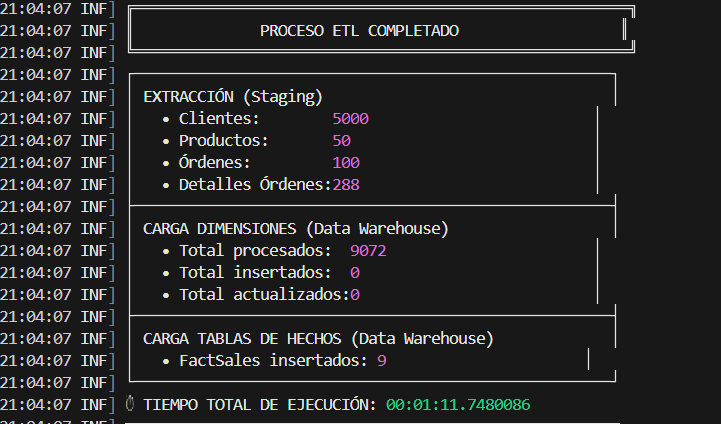 21:04:07 INF]
21:04:07 INF] PROCESO ETL COMPLETADO
21:04:07 INF]
21:04:07 INF]
21:04:07 INF] EXTRACCIÓN (Staging)
21:04:07 INF] • Clientes: 5000
21:04:07 INF] • Productos: 50
21:04:07 INF] • Órdenes: 100
21:04:07 INF] • Detalles Órdenes:288
21:04:07 INF]
21:04:07 INF] CARGA DIMENSIONES (Data Warehouse)
21:04:07 INF] • Total procesados: 9072
21:04:07 INF] • Total insertados: 0
21:04:07 INF] • Total actualizados:0
21:04:07 INF]
21:04:07 INF] CARGA TABLAS DE HECHOS (Data Warehouse)
21:04:07 INF] • FactSales insertados: 9
21:04:07 INF]
21:04:07 INF] ⏱ TIEMPO TOTAL DE EJECUCIÓN: 00:01:11.7480086